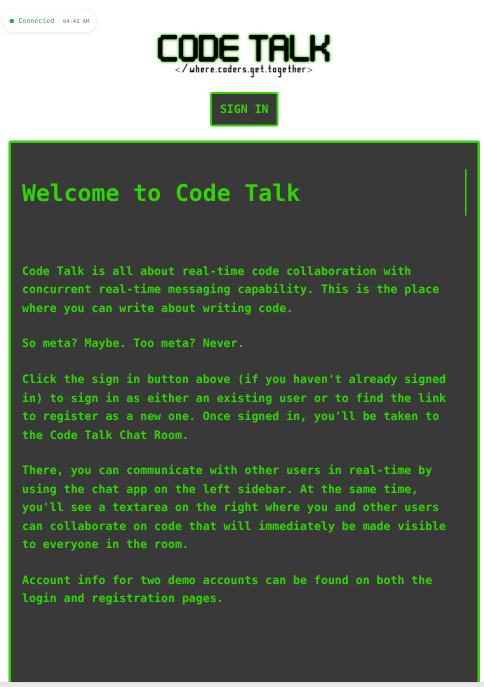 Connected 04:42 AM
CODE TALK
</where.coders.get.together>
SIGN IN
Welcome to Code Talk
Code Talk is all about real-time code collaboration with
concurrent real-time messaging capability. This is the place
where you can write about writing code.
So meta? Maybe. Too meta? Never.
Click the sign in button above (if you haven't already signed
in) to sign in as either an existing user or to find the link
to register as a new one. Once signed in, you'll be taken to
the Code Talk Chat Room.
There, you can communicate with other users in real-time by
using the chat app on the left sidebar. At the same time,
you'll see a textarea on the right where you and other users
can collaborate on code that will immediately be made visible
to everyone in the room.
Account info for two demo accounts can be found on both the
login and registration pages.